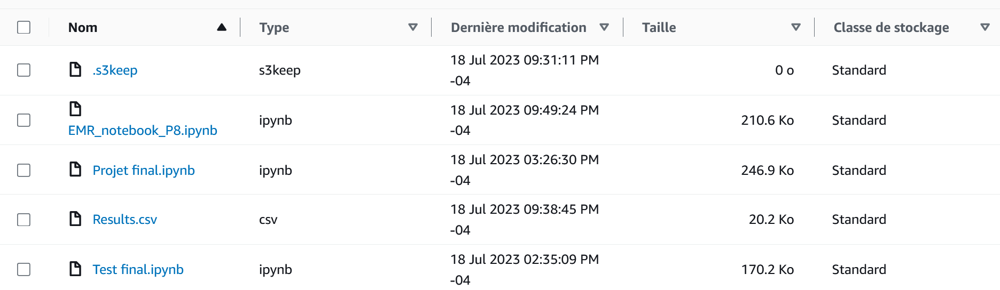 Nom Type Dernière modification Taille Classe de stockage
.s3keep s3keep 18 Jul 2023 09:31:11 PM -04 0 o Standard
EMR_notebook_P8.ipynb ipynb 18 Jul 2023 09:49:24 PM -04 210.6 Ko Standard
Projet final.ipynb ipynb 18 Jul 2023 03:26:30 PM -04 246.9 Ko Standard
Results.csv csv 18 Jul 2023 09:38:45 PM -04 20.2 Ko Standard
Test final.ipynb ipynb 18 Jul 2023 02:35:09 PM -04 170.2 Ko Standard